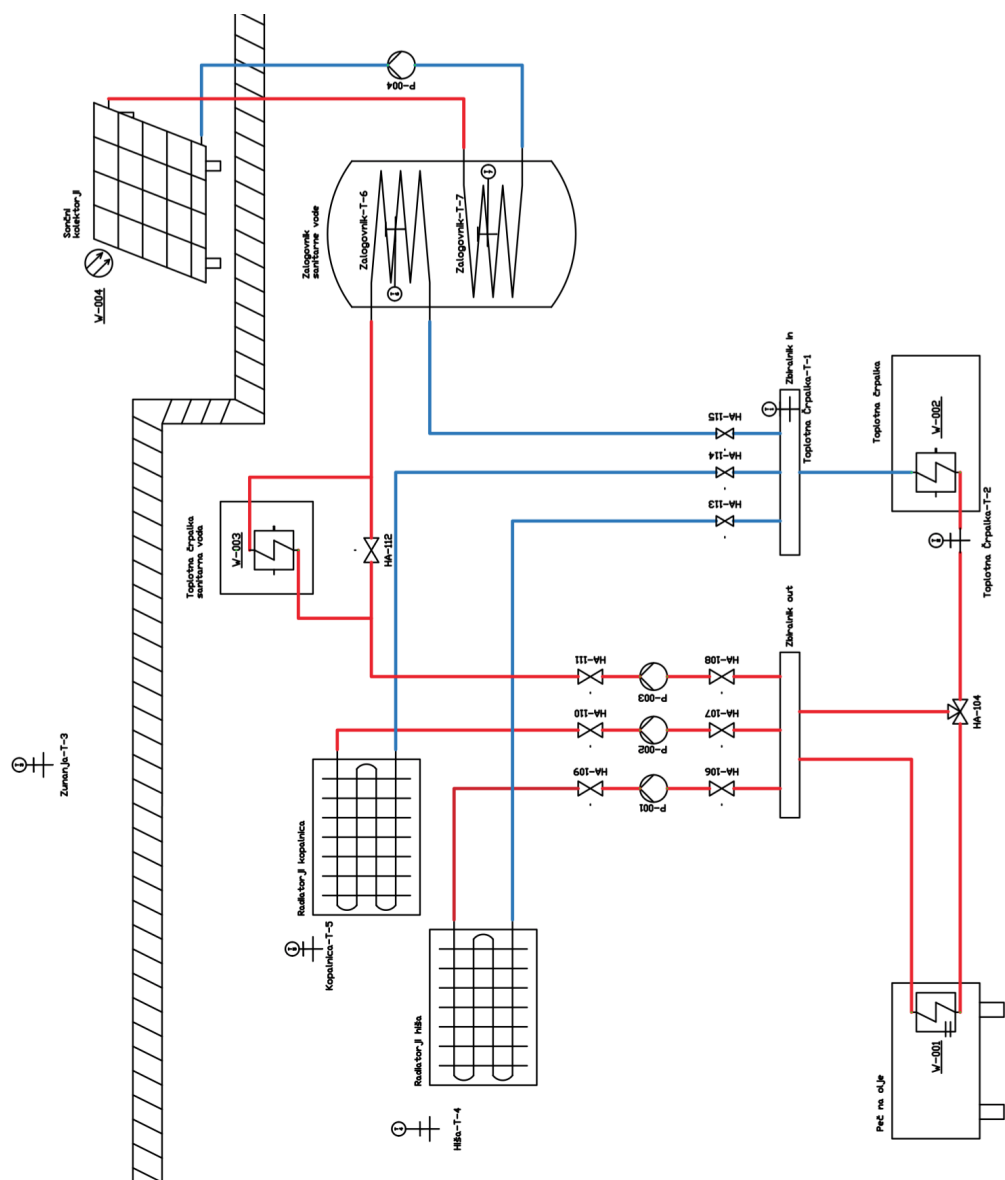 P-004
Sončni
kolektorji
W-004
Zalogovnik
sanitarne vode
Zalogovnik-T-6
Zalogovnik-T-7
Zbiralnik in
Toplotna Črpalka-T-1
HA-115
HA-114
HA-113
Toplotna črpalka
W-002
Toplotna Črpalka-T-2
Toplotna črpalka
sanitarna voda
W-003
HA-112
Zbiralnik out
HA-111
P-003
HA-108
HA-110
P-002
HA-107
HA-109
P-001
HA-106
HA-104
Zunanja-T-3
Radiatorji kopalnica
Kopalnica-T-5
Radiatorji hiša
Hiša-T-4
Peč na olje
W-001